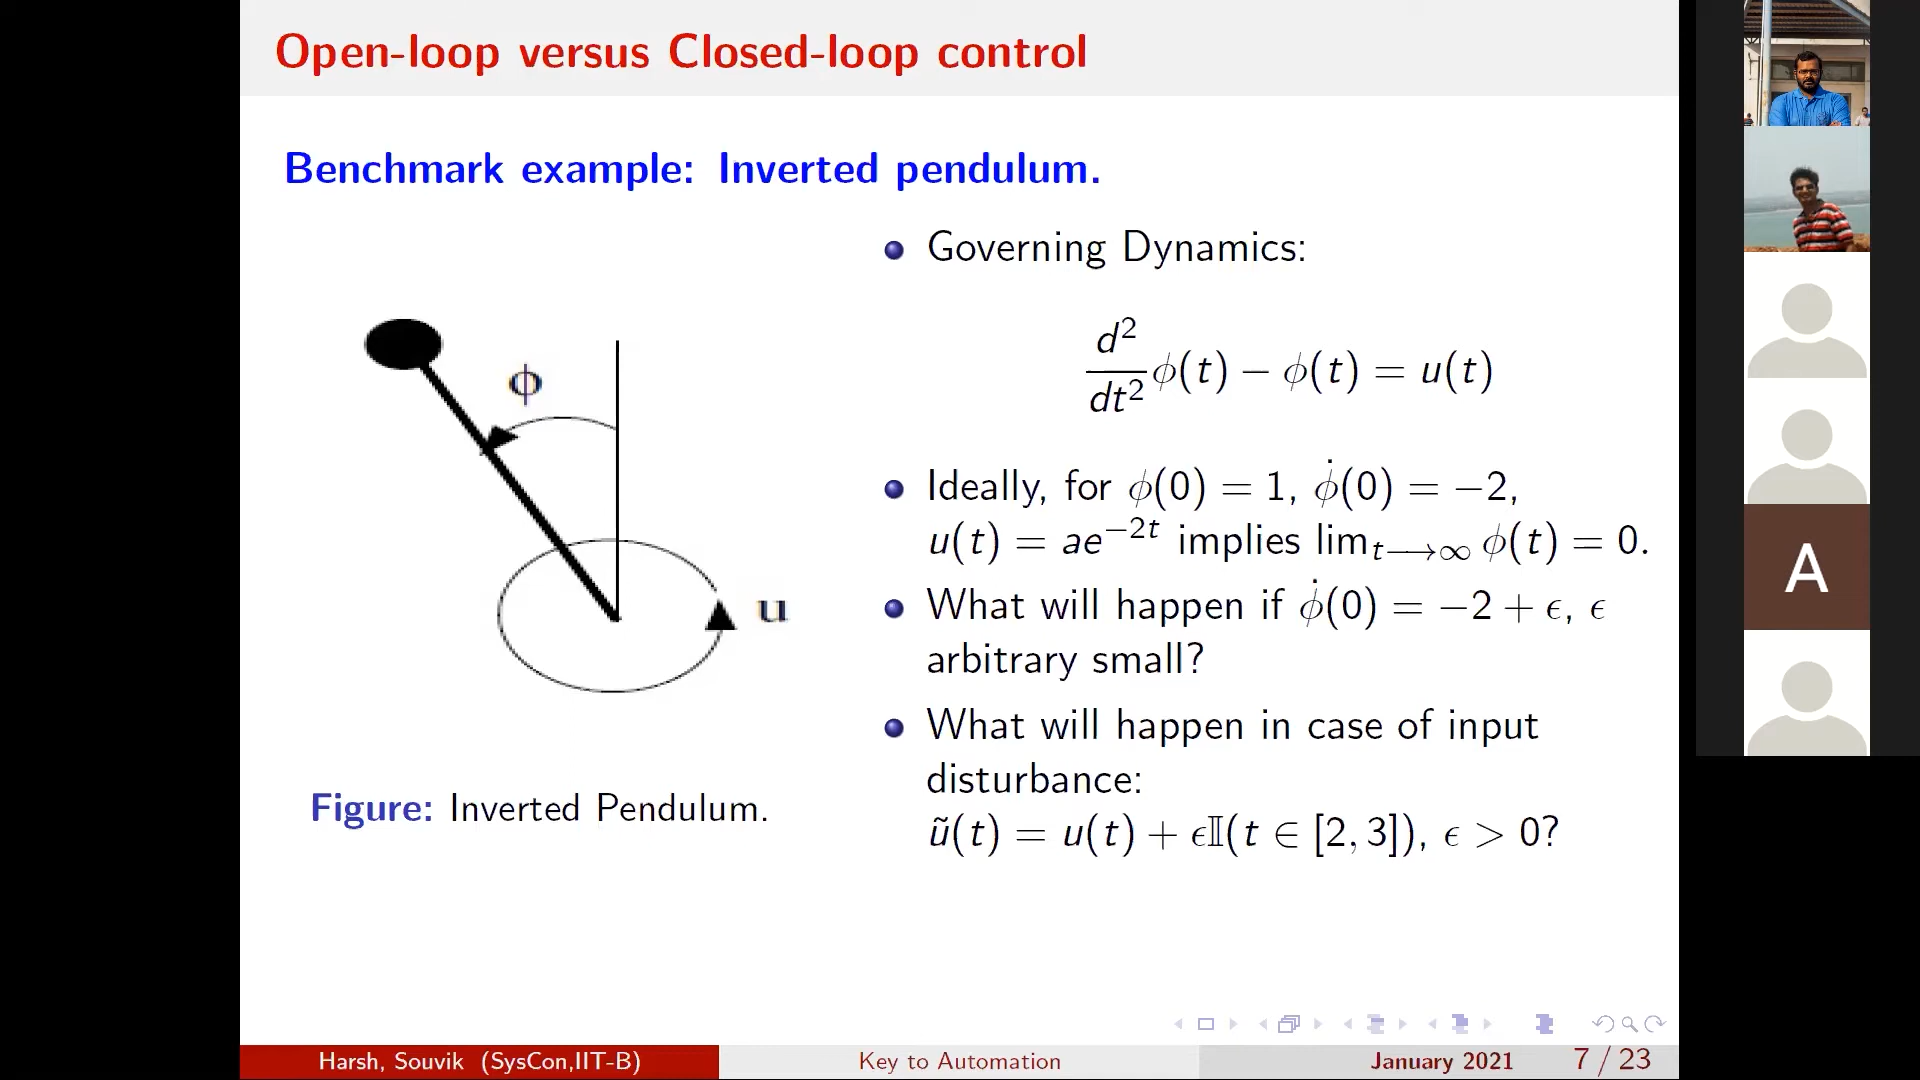 Open-loop versus Closed-loop control
Benchmark example: Inverted pendulum.
Governing Dynamics:
d²/dt² ϕ(t) − ϕ(t) = u(t)
Ideally, for ϕ(0) = 1, ϕ̇(0) = −2,
u(t) = ae⁻²ᵗ implies lim t⟶∞ ϕ(t) = 0.
What will happen if ϕ̇(0) = −2 + ϵ, ϵ
arbitrary small?
What will happen in case of input
disturbance:
ũ(t) = u(t) + ϵ𝕀(t ∈ [2, 3]), ϵ > 0?
ϕ
u
Figure: Inverted Pendulum.
Harsh, Souvik (SysCon,IIT-B)
Key to Automation
January 2021
7 / 23
A